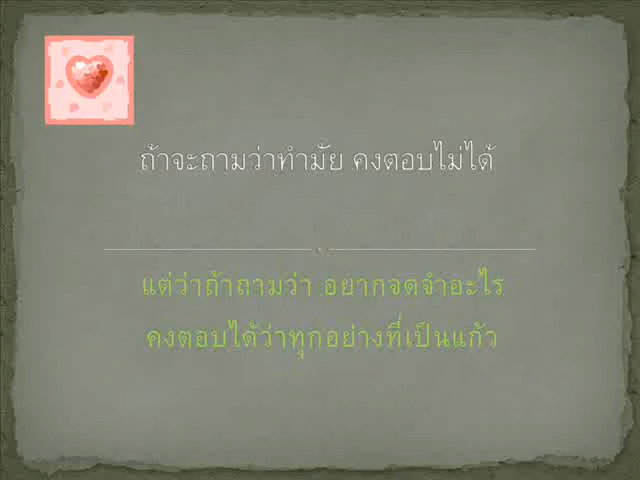 ถ้าจะถามว่าทำมัย คงตอบไม่ได้
แต่ว่าถ้าถามว่า อยากจดจำอะไร
คงตอบได้ว่าทุกอย่างที่เป็นแก้ว